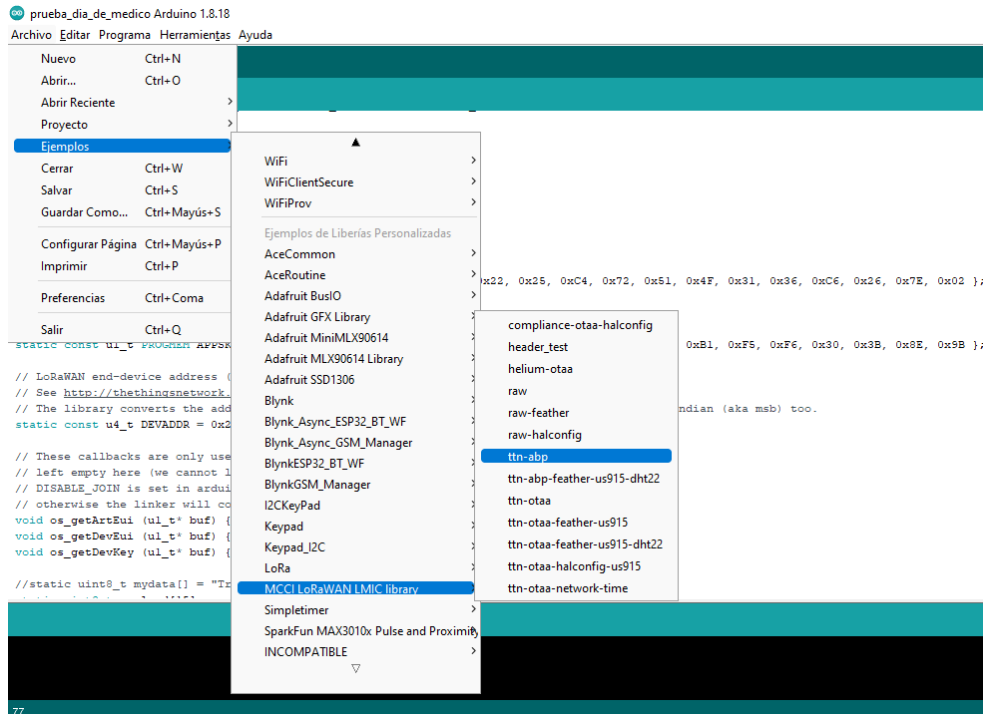 prueba_dia_de_medico Arduino 1.8.18
Archivo Editar Programa Herramientas Ayuda
Nuevo Ctrl+N
Abrir... Ctrl+O
Abrir Reciente
Proyecto
Ejemplos
Cerrar Ctrl+W
Salvar Ctrl+S
Guardar Como... Ctrl+Mayús+S
Configurar Página Ctrl+Mayús+P
Imprimir Ctrl+P
Preferencias Ctrl+Coma
Salir Ctrl+Q
WiFi
WiFiClientSecure
WiFiProv
Ejemplos de Liberías Personalizadas
AceCommon
AceRoutine
Adafruit BusIO
Adafruit GFX Library
Adafruit MiniMLX90614
Adafruit MLX90614 Library
Adafruit SSD1306
Blynk
Blynk_Async_ESP32_BT_WF
Blynk_Async_GSM_Manager
BlynkESP32_BT_WF
BlynkGSM_Manager
I2CKeyPad
Keypad
Keypad_I2C
LoRa
MCCI LoRaWAN LMIC library
Simpletimer
SparkFun MAX3010x Pulse and Proximity
INCOMPATIBLE
compliance-otaa-halconfig
header_test
helium-otaa
raw
raw-feather
raw-halconfig
ttn-abp
ttn-abp-feather-us915-dht22
ttn-otaa
ttn-otaa-feather-us915
ttn-otaa-feather-us915-dht22
ttn-otaa-halconfig-us915
ttn-otaa-network-time
0x22, 0x25, 0xC4, 0x72, 0x51, 0x4F, 0x31, 0x36, 0xC6, 0x26, 0x7E, 0x02 };
static const u1_t PROGMEM APPSK 0xB1, 0xF5, 0xF6, 0x30, 0x3B, 0x8E, 0x9B };
// LoRaWAN end-device address (
// See http://thethingsnetwork.
// The library converts the add ndian (aka msb) too.
static const u4_t DEVADDR = 0x2
// These callbacks are only use
// left empty here (we cannot l
// DISABLE_JOIN is set in ardui
// otherwise the linker will co
void os_getArtEui (u1_t* buf) {
void os_getDevEui (u1_t* buf) {
void os_getDevKey (u1_t* buf) {
//static uint8_t mydata[] = "Tr
77